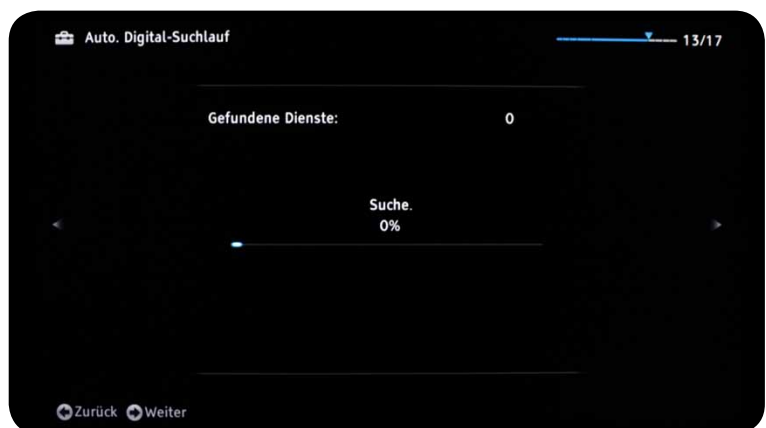 Auto. Digital-Suchlauf
13/17
Gefundene Dienste: 0
Suche.
0%
Zurück Weiter